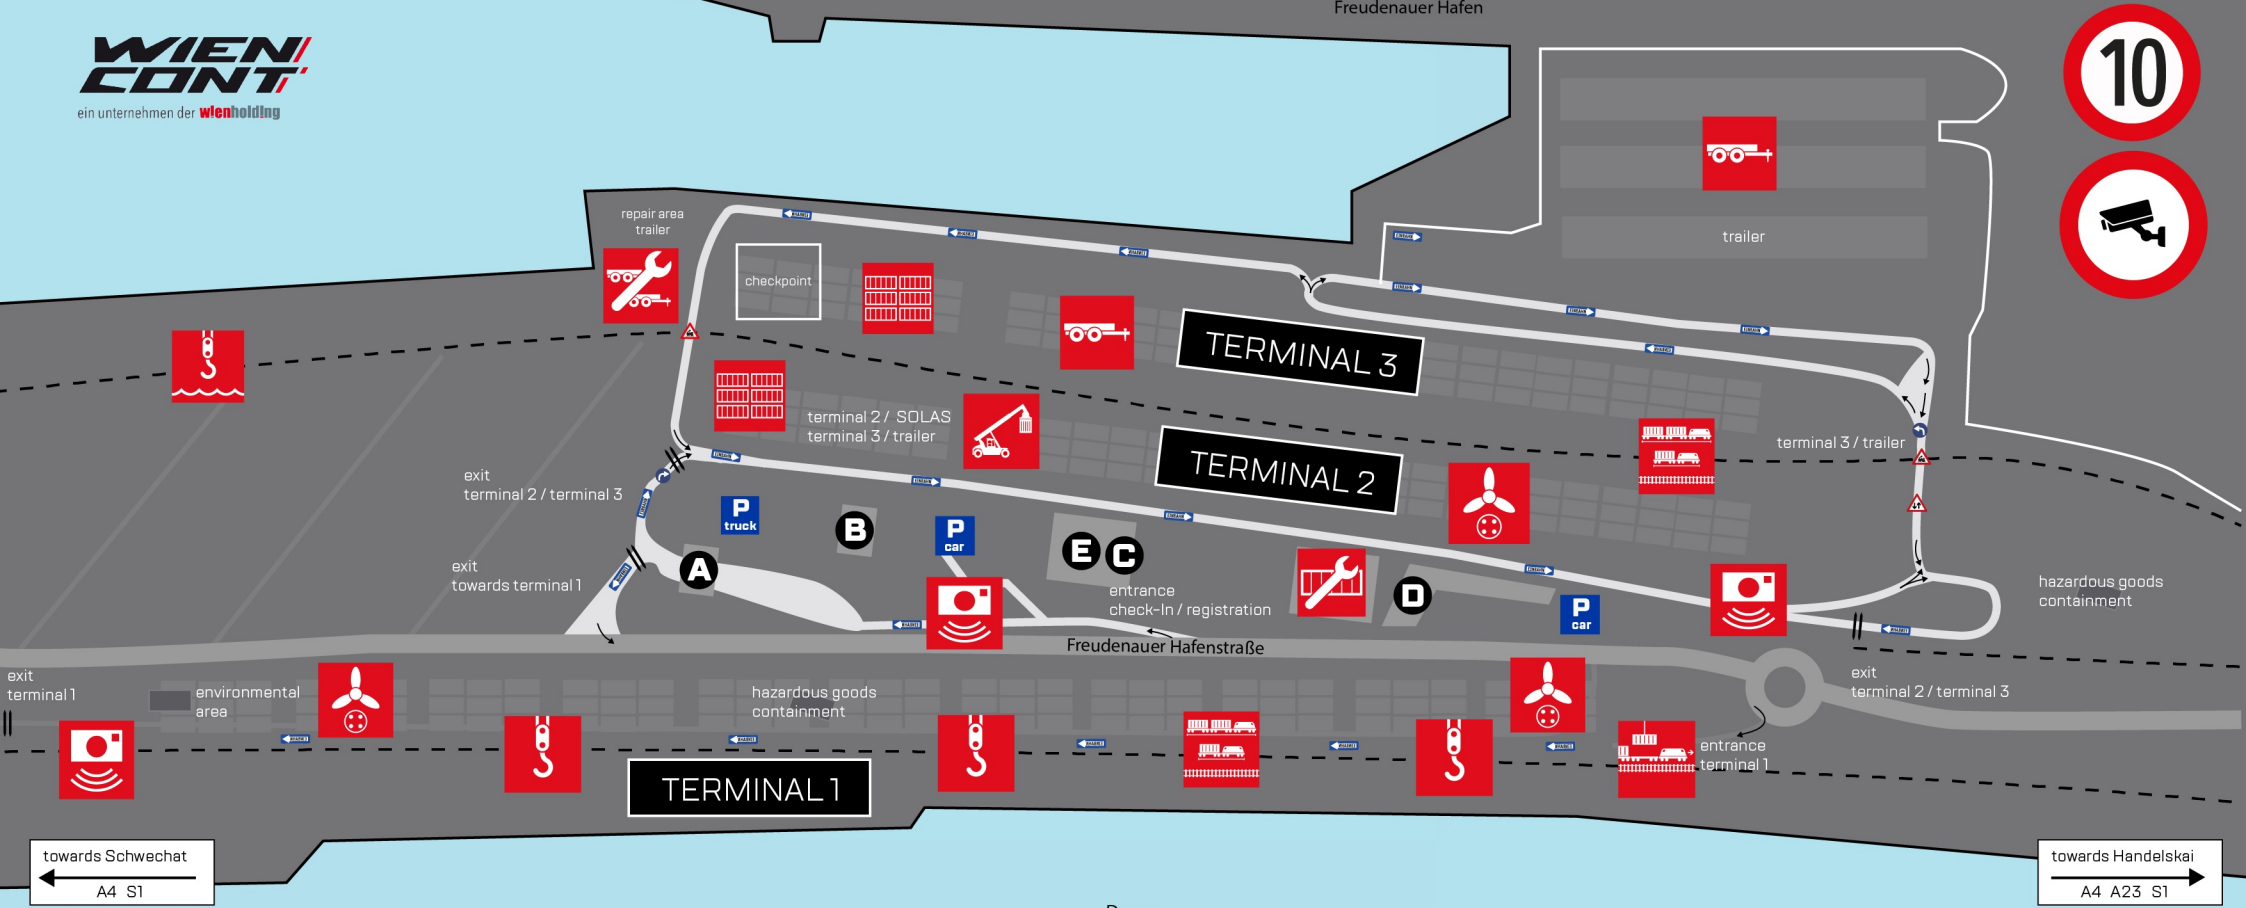 Freudenauer Hafen
WIEN
CONT
ein unternehmen der wienholding
10
repair area
trailer
checkpoint
trailer
TERMINAL 3
terminal 2 / SOLAS
terminal 3 / trailer
TERMINAL 2
terminal 3 / trailer
exit
terminal 2 / terminal 3
P
truck
B
P
car
E
C
A
exit
towards terminal 1
entrance
check-In / registration
D
P
car
hazardous goods
containment
Freudenauer Hafenstraße
exit
terminal 1
environmental
area
hazardous goods
containment
exit
terminal 2 / terminal 3
entrance
terminal 1
TERMINAL 1
towards Schwechat
A4 S1
towards Handelskai
A4 A23 S1